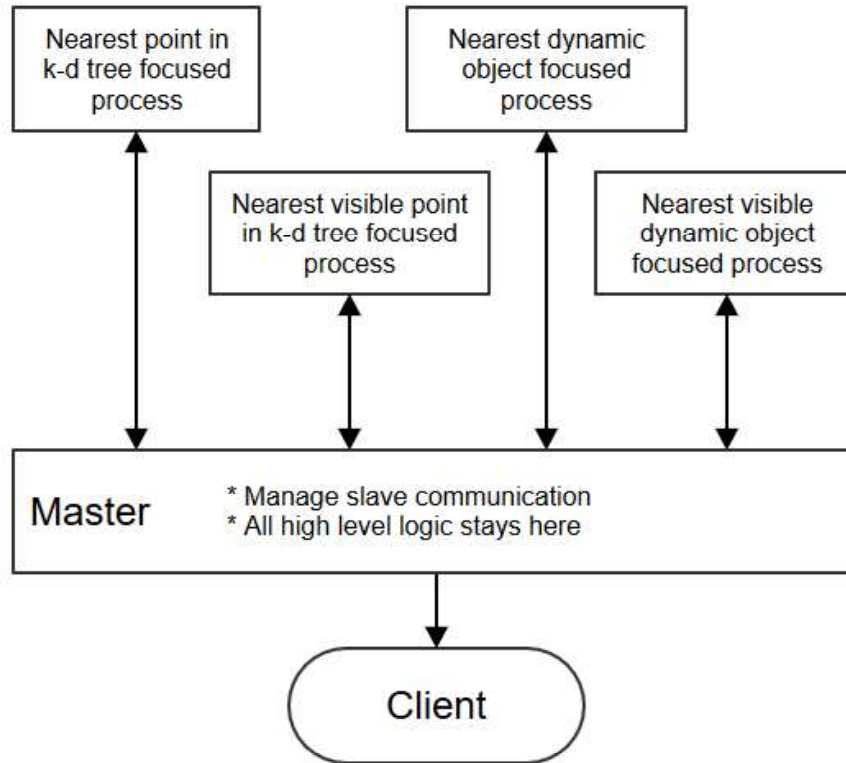 Nearest point in
k-d tree focused
process
Nearest dynamic
object focused
process
Nearest visible point
in k-d tree focused
process
Nearest visible
dynamic object
focused process
Master
* Manage slave communication
* All high level logic stays here
Client